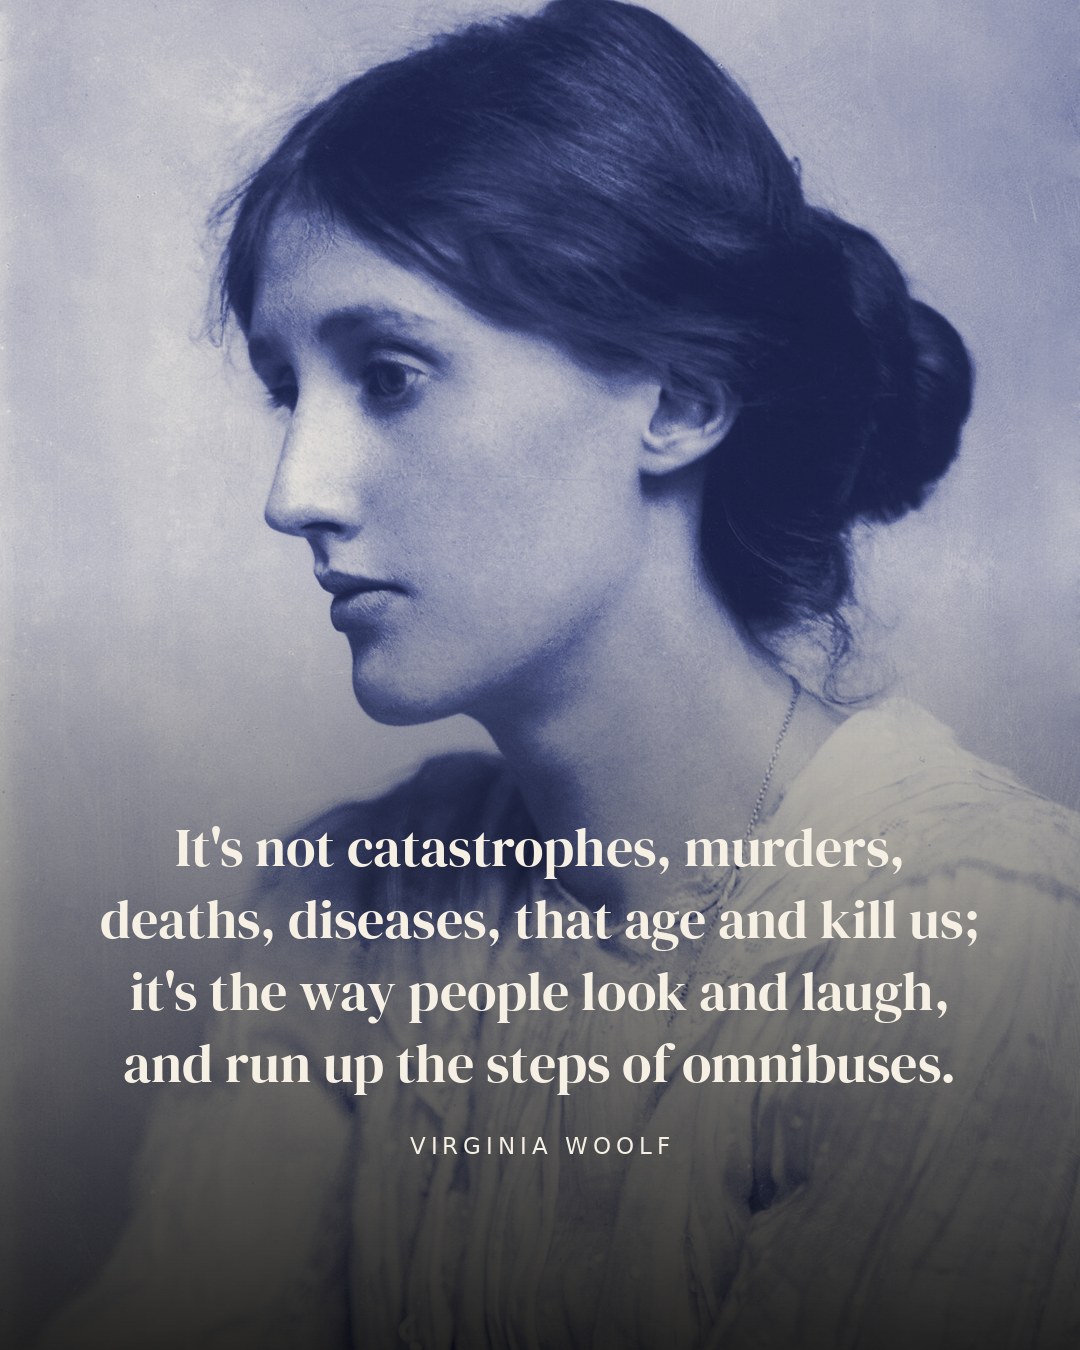 It's not catastrophes, murders,
deaths, diseases, that age and kill us;
it's the way people look and laugh,
and run up the steps of omnibuses.
VIRGINIA WOOLF